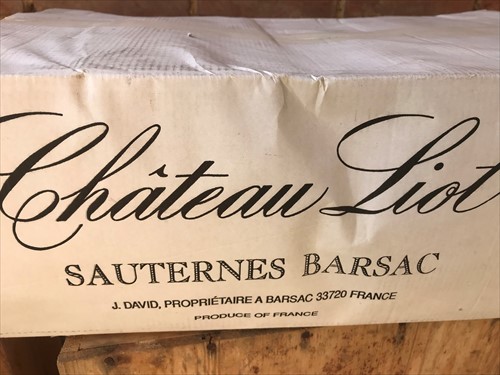 Château Liot
SAUTERNES BARSAC
J. DAVID, PROPRIÉTAIRE A BARSAC 33720 FRANCE
PRODUCE OF FRANCE